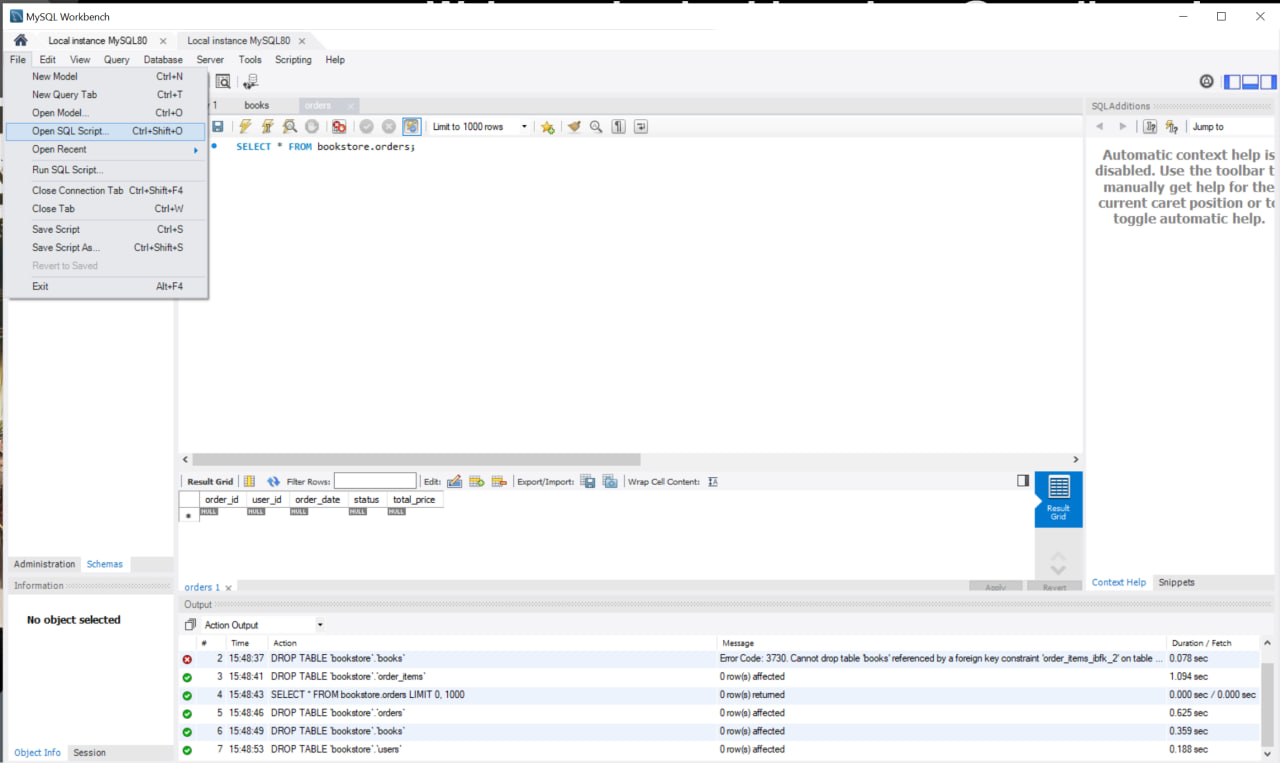 MySQL Workbench
Local instance MySQL80 × Local instance MySQL80 ×
File Edit View Query Database Server Tools Scripting Help
New Model Ctrl+N
New Query Tab Ctrl+T
Open Model... Ctrl+O
Open SQL Script... Ctrl+Shift+O
Open Recent
Run SQL Script...
Close Connection Tab Ctrl+Shift+F4
Close Tab Ctrl+W
Save Script Ctrl+S
Save Script As... Ctrl+Shift+S
Revert to Saved
Exit Alt+F4
1 books orders ×
Limit to 1000 rows
SELECT * FROM bookstore.orders;
SQLAdditions
Jump to
Automatic context help is
disabled. Use the toolbar t
manually get help for the
current caret position or to
toggle automatic help.
Result Grid Filter Rows: Edit: Export/Import: Wrap Cell Content:
order_id user_id order_date status total_price
NULL NULL NULL NULL NULL
Result
Grid
Administration Schemas
Information
No object selected
Object Info Session
orders 1 × Apply Revert
Context Help Snippets
Output
Action Output
# Time Action Message Duration / Fetch
2 15:48:37 DROP TABLE `bookstore`.`books` Error Code: 3730. Cannot drop table 'books' referenced by a foreign key constraint 'order_items_ibfk_2' on table ... 0.078 sec
3 15:48:41 DROP TABLE `bookstore`.`order_items` 0 row(s) affected 1.094 sec
4 15:48:43 SELECT * FROM bookstore.orders LIMIT 0, 1000 0 row(s) returned 0.000 sec / 0.000 sec
5 15:48:46 DROP TABLE `bookstore`.`orders` 0 row(s) affected 0.625 sec
6 15:48:49 DROP TABLE `bookstore`.`books` 0 row(s) affected 0.359 sec
7 15:48:53 DROP TABLE `bookstore`.`users` 0 row(s) affected 0.188 sec